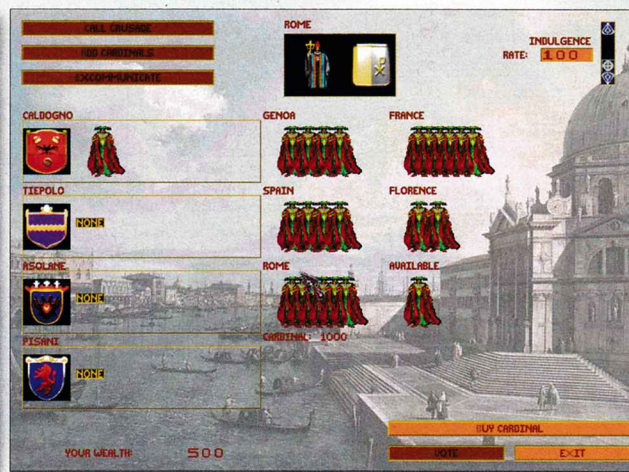 CALL CRUSADE
ADD CARDINALS
EXCOMMUNICATE
ROME
INDULGENCE
RATE: 100
CALDOGNO
GENOA
FRANCE
TIEPOLO
NONE
SPAIN
FLORENCE
ASOLANE
NONE
ROME
AVAILABLE
CARDINAL: 1000
PISANI
NONE
BUY CARDINAL
YOUR WEALTH: 500
VOTE
EXIT